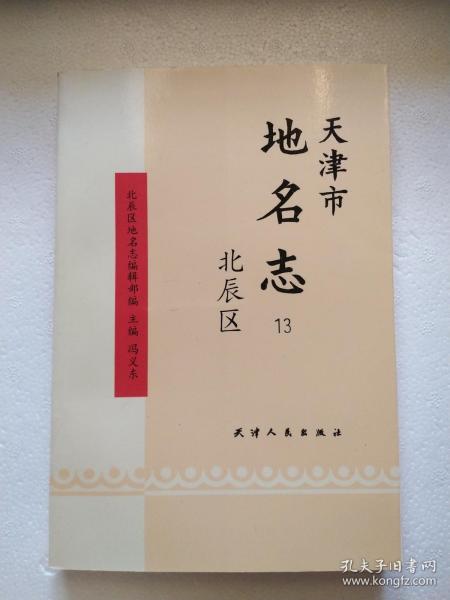 天津市
地名志
13
北辰区
北辰区地名志编辑部编 主编 冯义东
天津人民出版社
孔夫子旧书网
www.kongfz.com